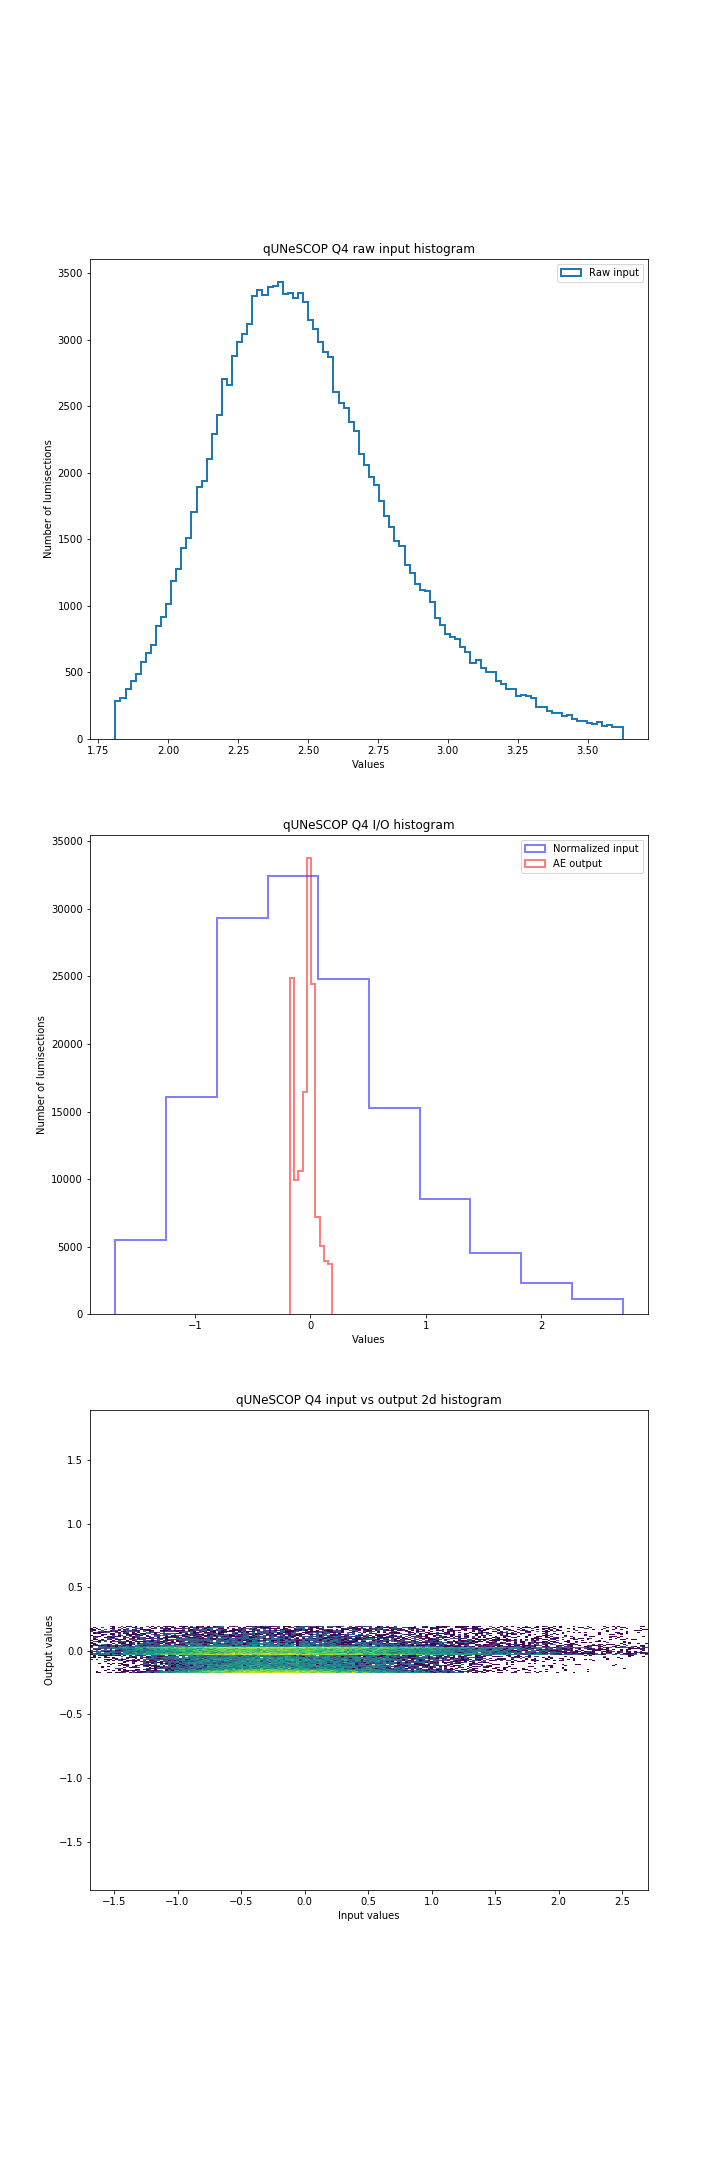 qUNeSCOP Q4 raw input histogram
Raw input
3500
3000
2500
2000
1500
1000
500
0
Number of lumisections
1.75 2.00 2.25 2.50 2.75 3.00 3.25 3.50
Values
qUNeSCOP Q4 I/O histogram
Normalized input
AE output
35000
30000
25000
20000
15000
10000
5000
0
Number of lumisections
−1 0 1 2
Values
qUNeSCOP Q4 input vs output 2d histogram
1.5
1.0
0.5
0.0
−0.5
−1.0
−1.5
Output values
−1.5 −1.0 −0.5 0.0 0.5 1.0 1.5 2.0 2.5
Input values